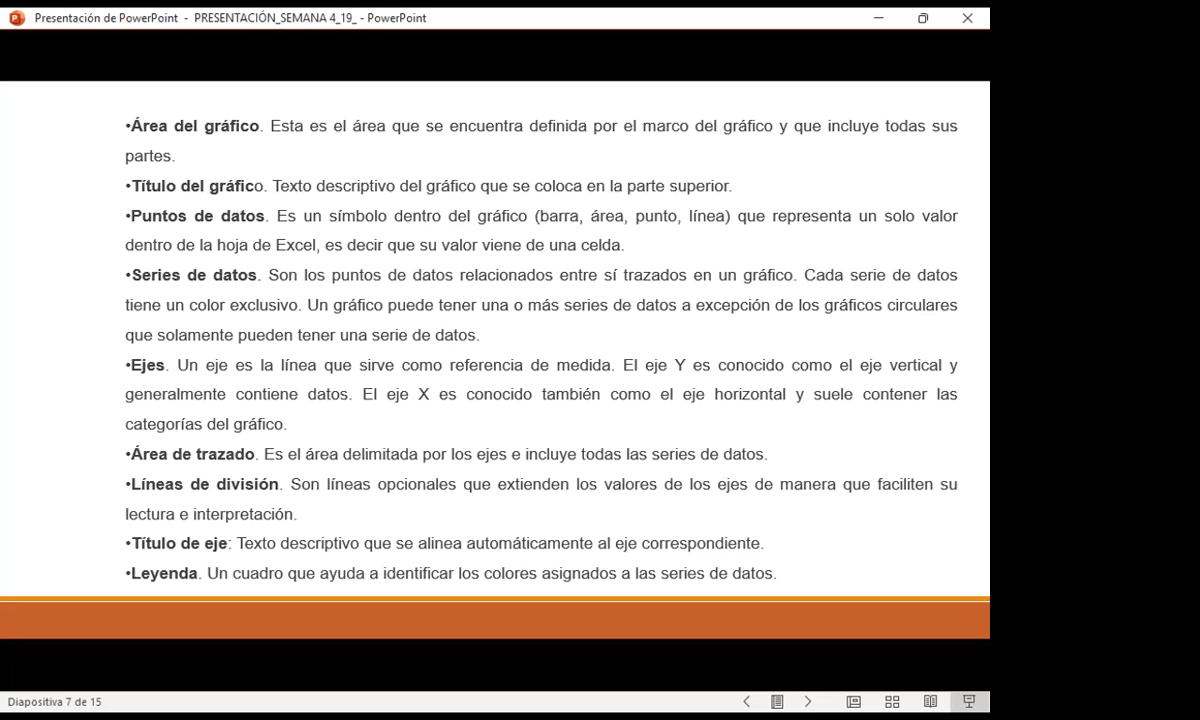 Presentación de PowerPoint - PRESENTACIÓN_SEMANA 4_19_ - PowerPoint
•Área del gráfico. Esta es el área que se encuentra definida por el marco del gráfico y que incluye todas sus
partes.
•Título del gráfico. Texto descriptivo del gráfico que se coloca en la parte superior.
•Puntos de datos. Es un símbolo dentro del gráfico (barra, área, punto, línea) que representa un solo valor
dentro de la hoja de Excel, es decir que su valor viene de una celda.
•Series de datos. Son los puntos de datos relacionados entre sí trazados en un gráfico. Cada serie de datos
tiene un color exclusivo. Un gráfico puede tener una o más series de datos a excepción de los gráficos circulares
que solamente pueden tener una serie de datos.
•Ejes. Un eje es la línea que sirve como referencia de medida. El eje Y es conocido como el eje vertical y
generalmente contiene datos. El eje X es conocido también como el eje horizontal y suele contener las
categorías del gráfico.
•Área de trazado. Es el área delimitada por los ejes e incluye todas las series de datos.
•Líneas de división. Son líneas opcionales que extienden los valores de los ejes de manera que faciliten su
lectura e interpretación.
•Título de eje: Texto descriptivo que se alinea automáticamente al eje correspondiente.
•Leyenda. Un cuadro que ayuda a identificar los colores asignados a las series de datos.
Diapositiva 7 de 15